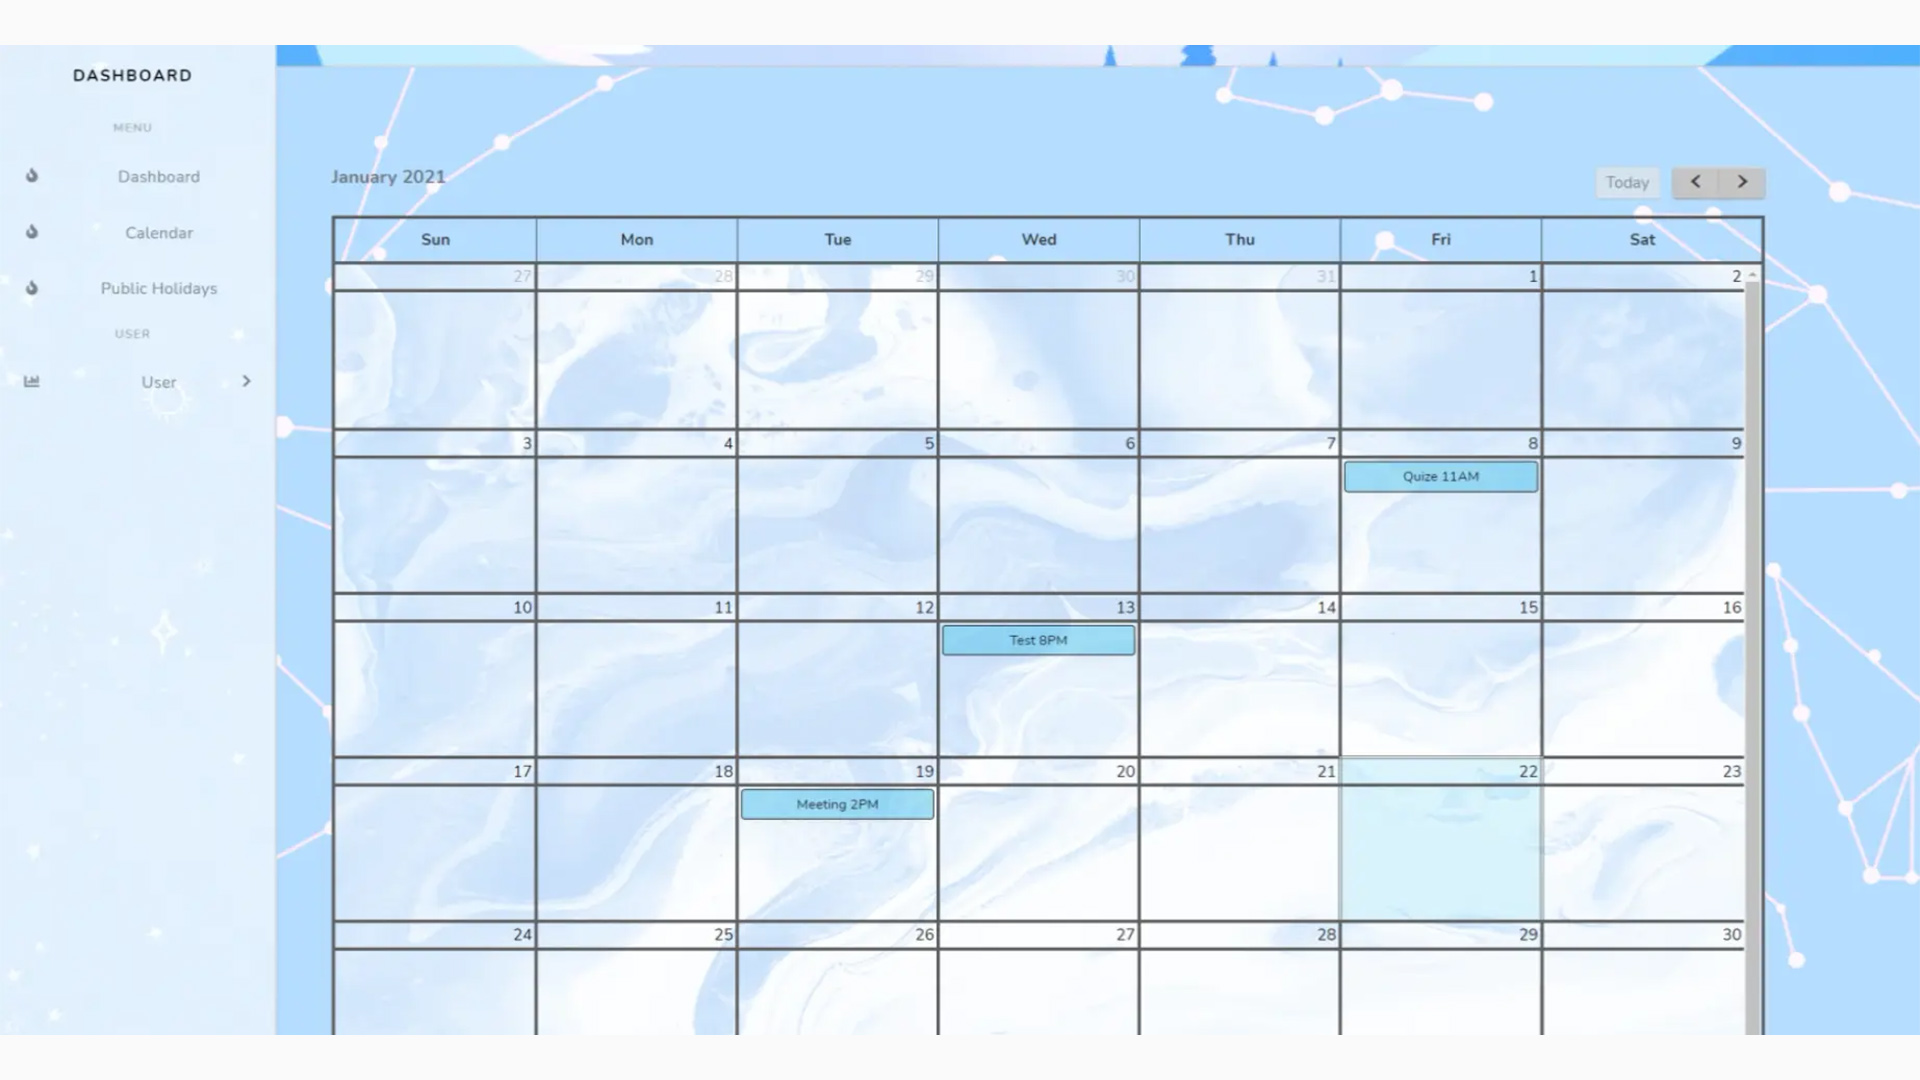 DASHBOARD
MENU
Dashboard
Calendar
Public Holidays
USER
User
January 2021
Today
Sun Mon Tue Wed Thu Fri Sat
27 28 29 30 31 1 2
3 4 5 6 7 8 9
Quize 11AM
10 11 12 13 14 15 16
Test 8PM
17 18 19 20 21 22 23
Meeting 2PM
24 25 26 27 28 29 30